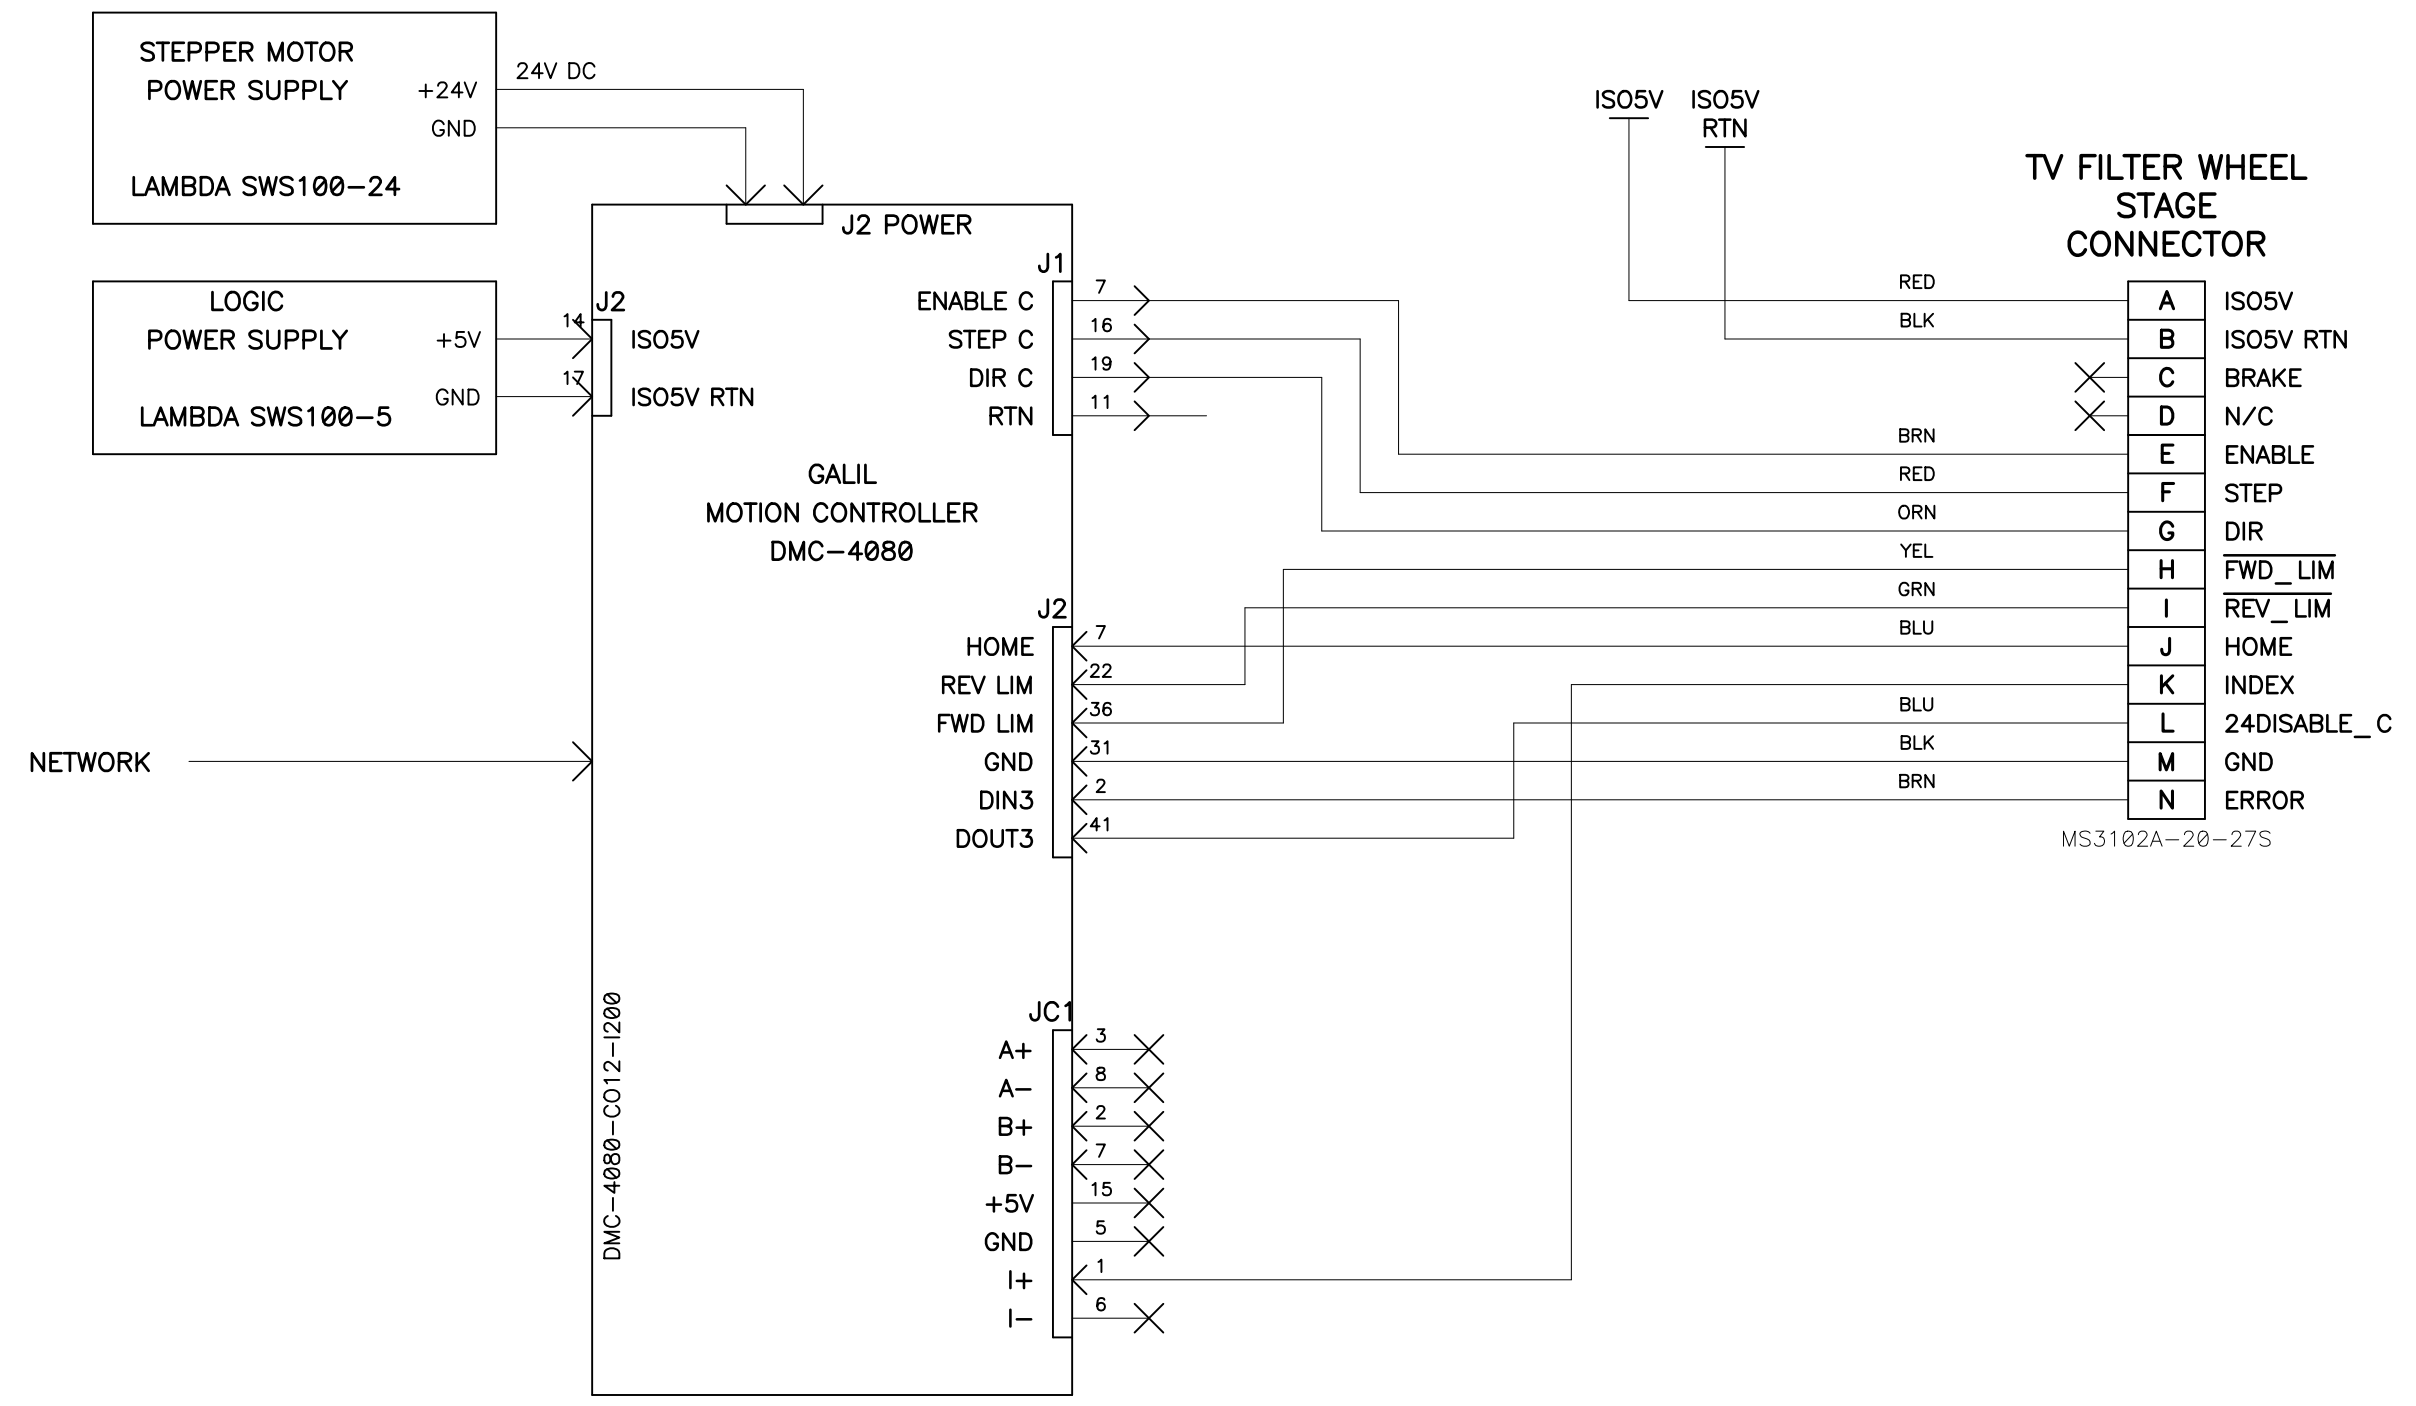 STEPPER MOTOR
POWER SUPPLY
+24V
GND
LAMBDA SWS100-24
24V DC
LOGIC
POWER SUPPLY
+5V
GND
LAMBDA SWS100-5
NETWORK
J2 POWER
J2
14
ISO5V
17
ISO5V RTN
GALIL
MOTION CONTROLLER
DMC-4080
DMC-4080-CO12-I200
J1
ENABLE C 7
STEP C 16
DIR C 19
RTN 11
J2
HOME 7
REV LIM 22
FWD LIM 36
GND 31
DIN3 2
DOUT3 41
JC1
A+ 3
A- 8
B+ 2
B- 7
+5V 15
GND 5
I+ 1
I- 6
ISO5V
ISO5V
RTN
TV FILTER WHEEL
STAGE
CONNECTOR
RED A ISO5V
BLK B ISO5V RTN
C BRAKE
D N/C
BRN E ENABLE
RED F STEP
ORN G DIR
YEL H FWD_LIM
GRN I REV_LIM
BLU J HOME
K INDEX
BLU L 24DISABLE_C
BLK M GND
BRN N ERROR
MS3102A-20-27S